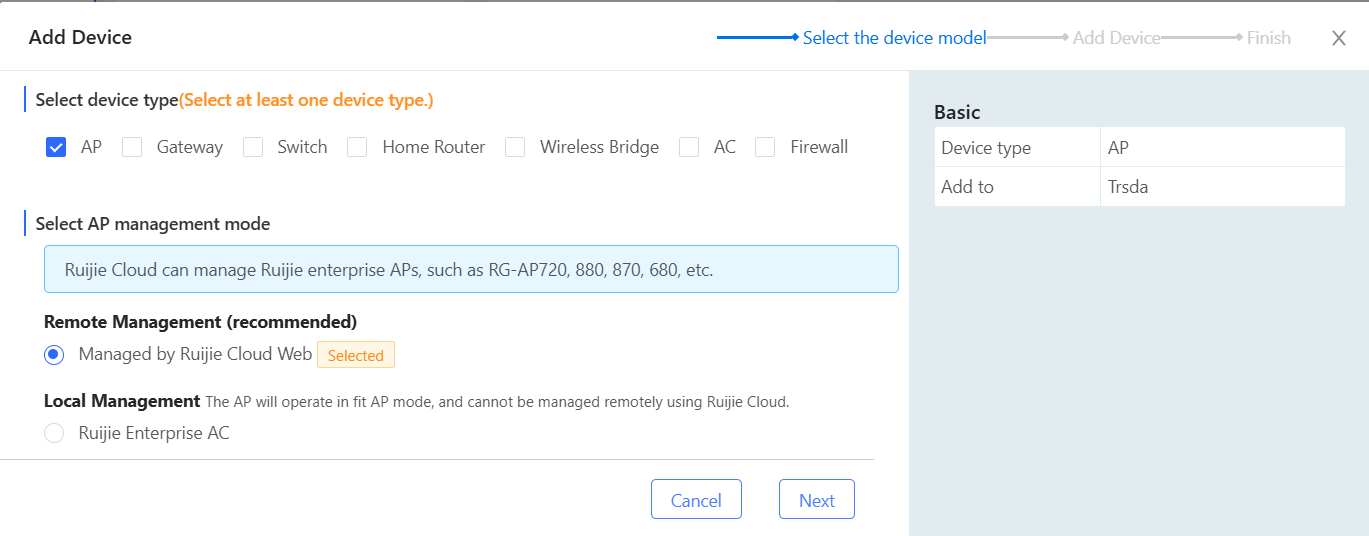 Add Device
Select the device model Add Device Finish
Select device type(Select at least one device type.)
AP Gateway Switch Home Router Wireless Bridge AC Firewall
Select AP management mode
Ruijie Cloud can manage Ruijie enterprise APs, such as RG-AP720, 880, 870, 680, etc.
Remote Management (recommended)
Managed by Ruijie Cloud Web Selected
Local Management The AP will operate in fit AP mode, and cannot be managed remotely using Ruijie Cloud.
Ruijie Enterprise AC
Cancel Next
Basic
Device type AP
Add to Trsda